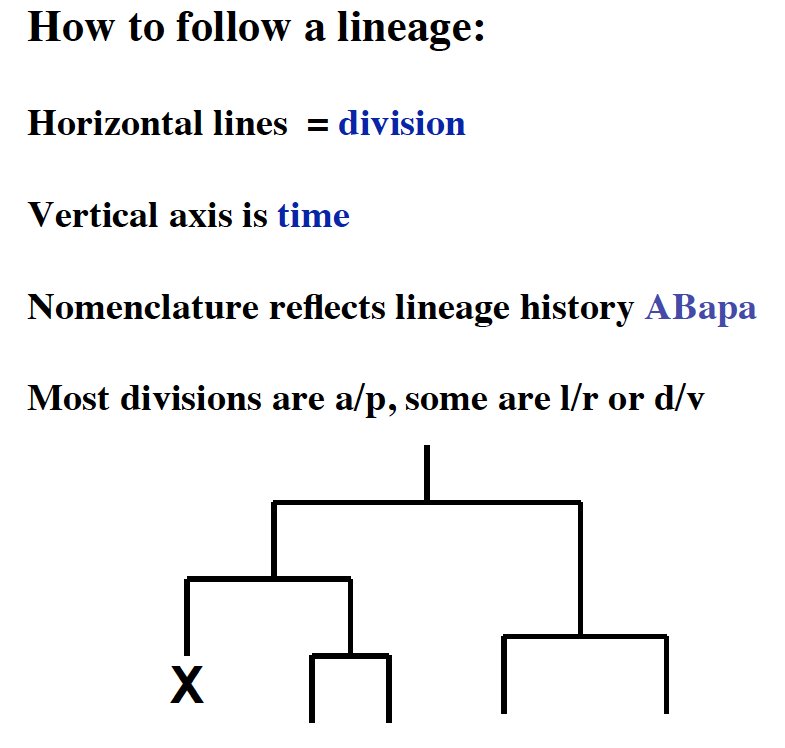 How to follow a lineage:
Horizontal lines = division
Vertical axis is time
Nomenclature reflects lineage history ABapa
Most divisions are a/p, some are l/r or d/v
X